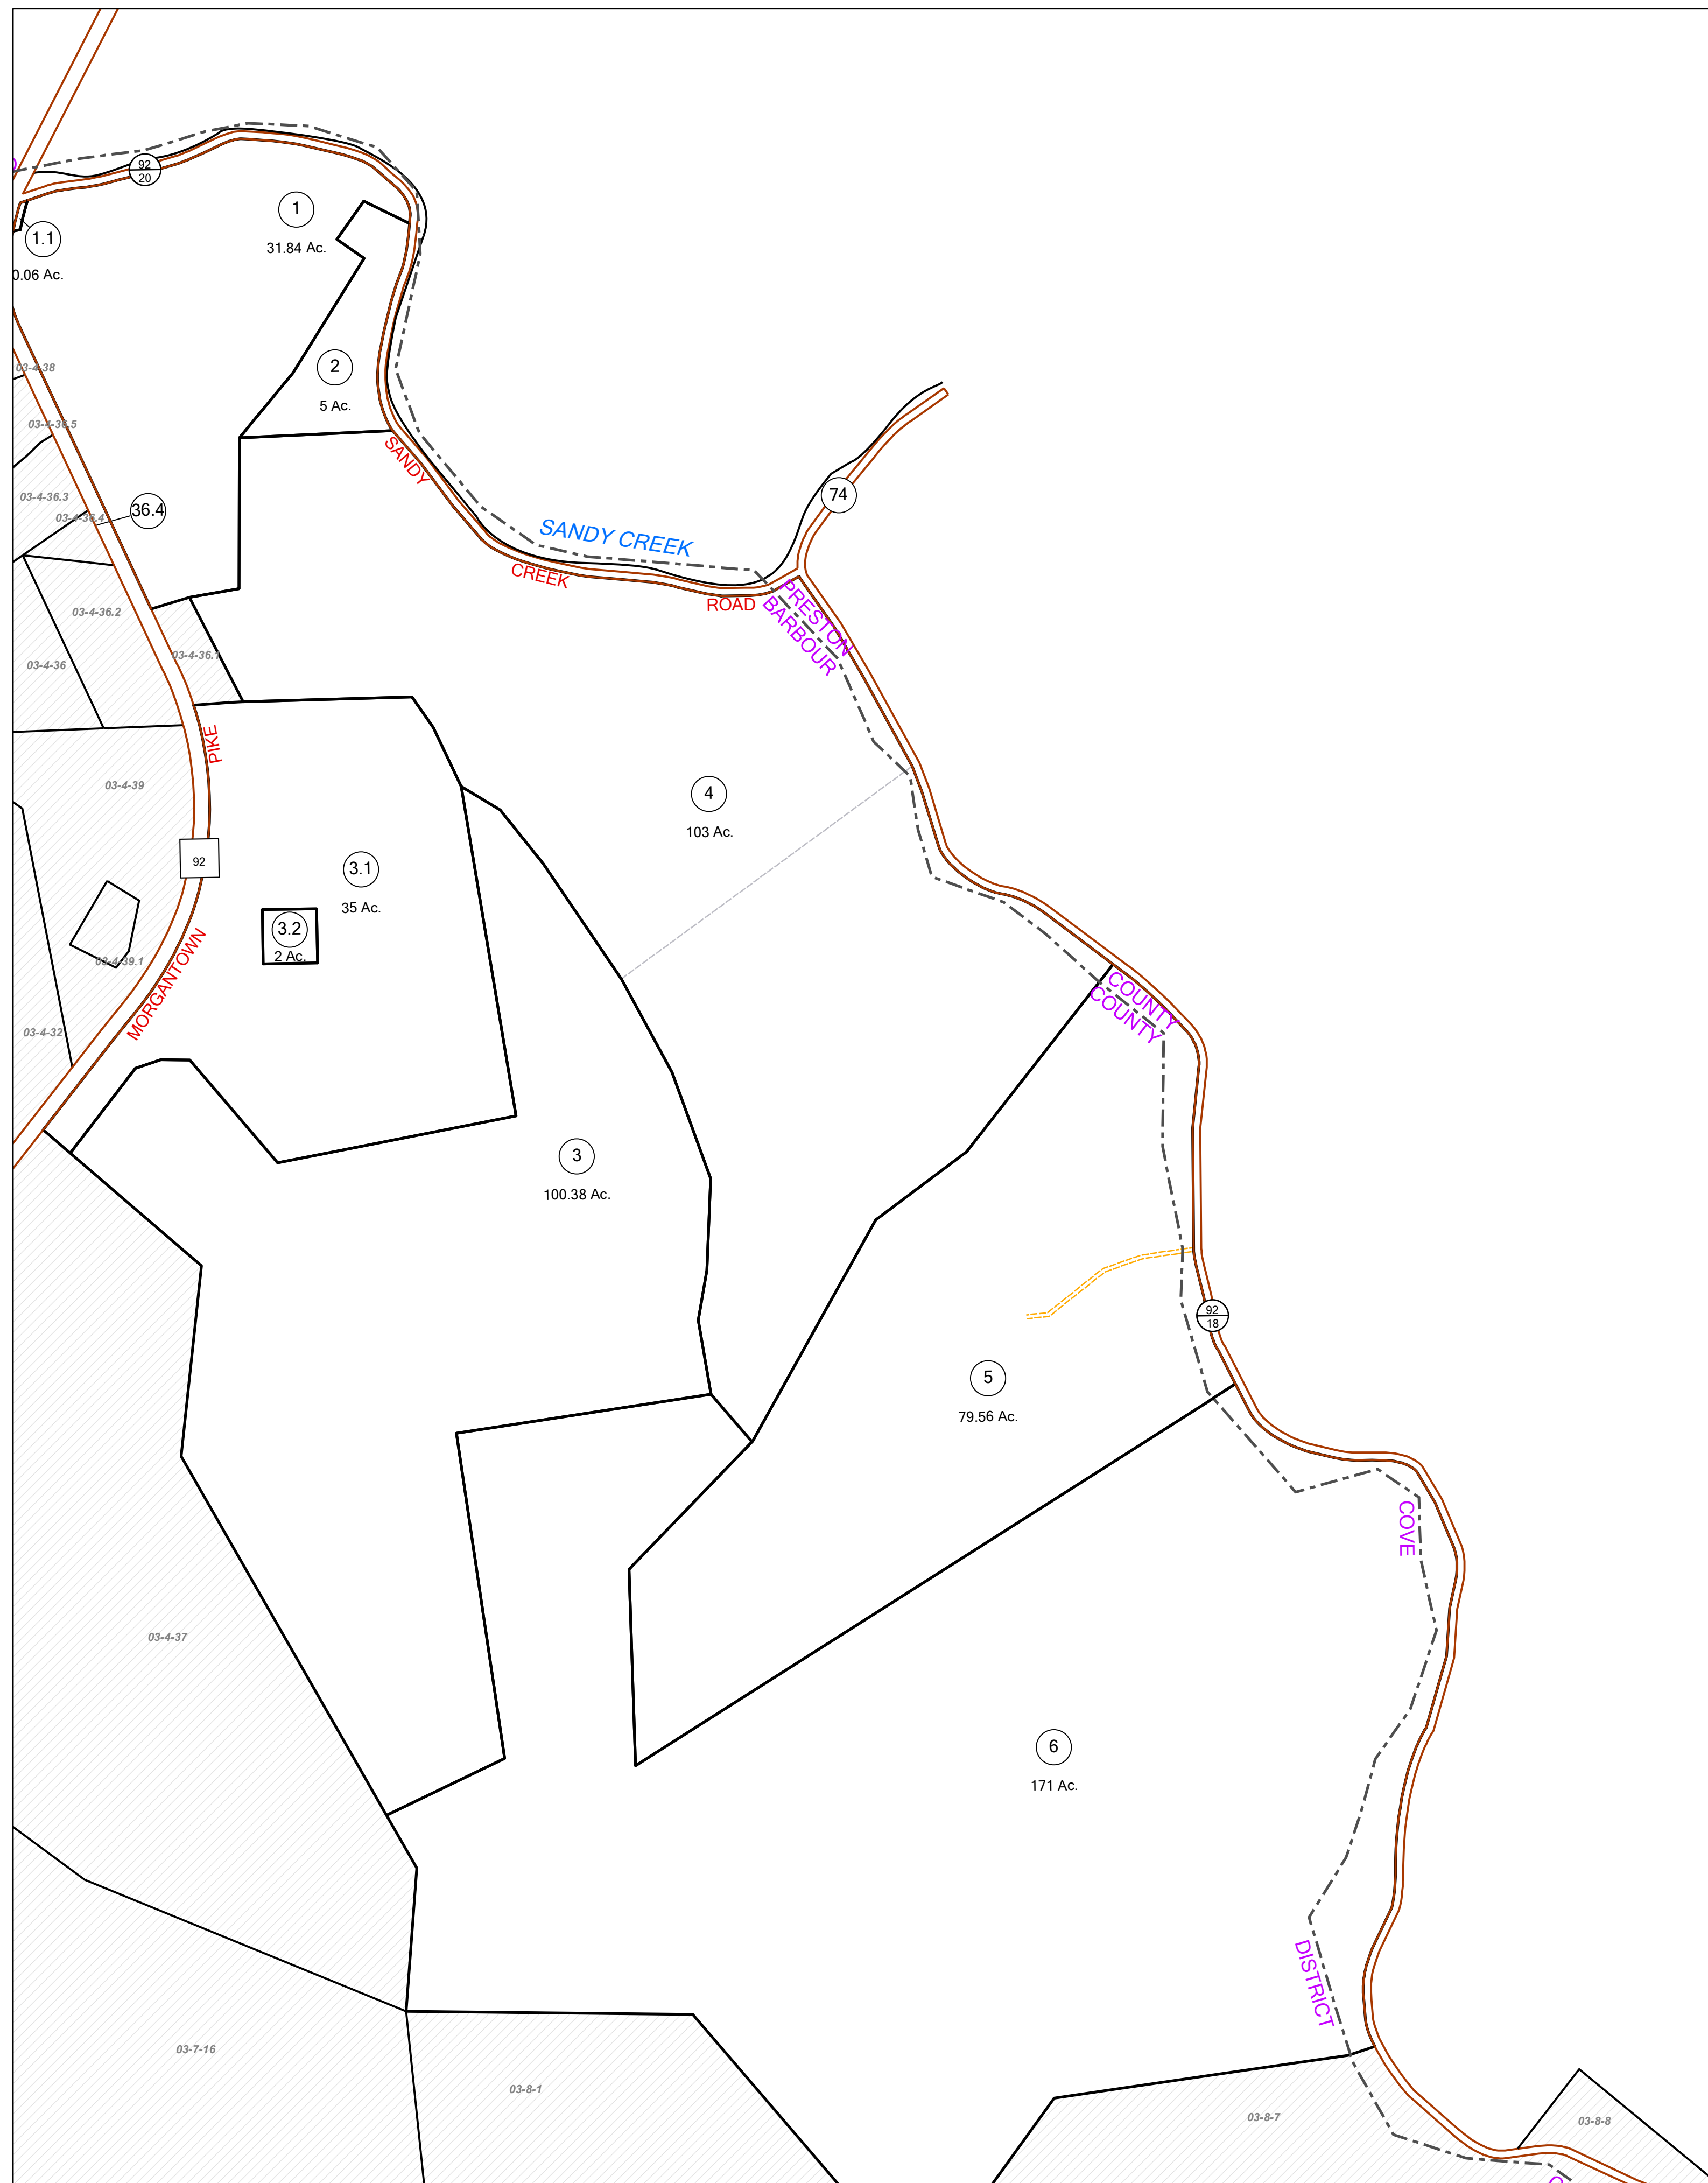 92
20
1
31.84 Ac.
1.1
0.06 Ac.
2
5 Ac.
03-4-38
03-4-36.5
03-4-36.3
03-4-36.4
36.4
SANDY
CREEK
ROAD
SANDY CREEK
74
PRESTON
BARBOUR
03-4-36.2
03-4-36.1
03-4-36
PIKE
03-4-39
4
103 Ac.
92
3.1
35 Ac.
3.2
2 Ac.
03-4-39.1
MORGANTOWN
03-4-32
COUNTY
COUNTY
3
100.38 Ac.
92
18
5
79.56 Ac.
COVE
03-4-37
6
171 Ac.
DISTRICT
03-7-16
03-8-1
03-8-7
03-8-8